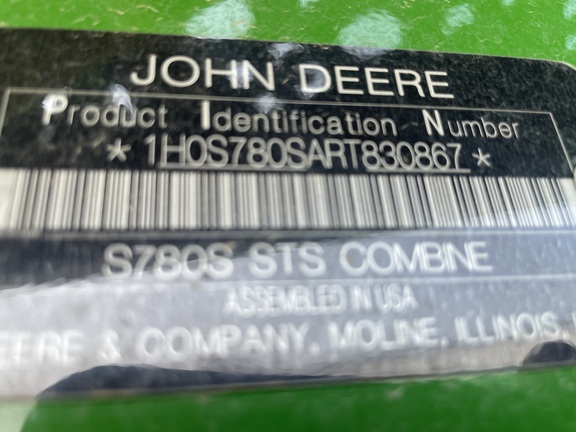 JOHN DEERE
Product Identification Number
*1H0S780SART830867*
S780S STS COMBINE
ASSEMBLED IN USA
EERE & COMPANY, MOLINE, ILLINOIS,